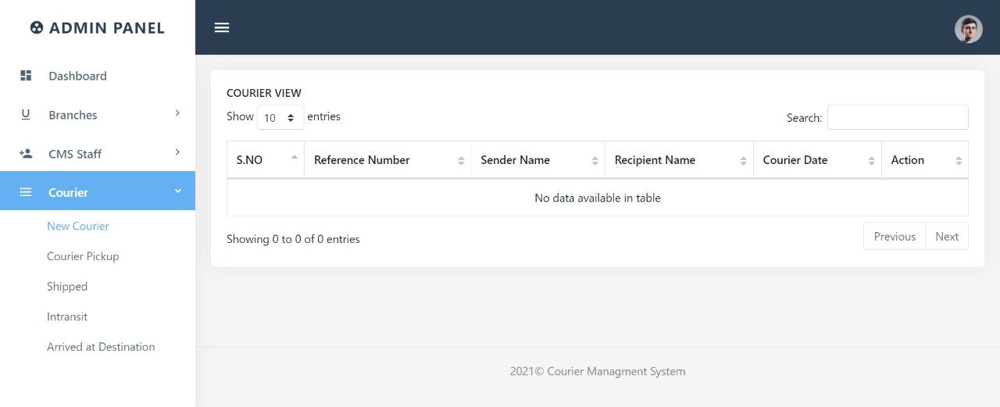 ADMIN PANEL
Dashboard
Branches
CMS Staff
Courier
New Courier
Courier Pickup
Shipped
Intransit
Arrived at Destination
COURIER VIEW
Show 10 entries
Search:
S.NO Reference Number Sender Name Recipient Name Courier Date Action
No data available in table
Showing 0 to 0 of 0 entries
Previous Next
2021© Courier Managment System